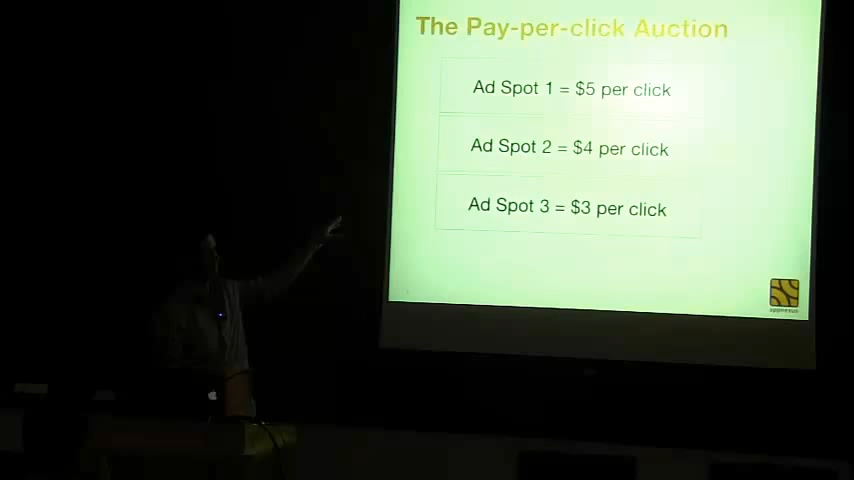 The Pay-per-click Auction
Ad Spot 1 = $5 per click
Ad Spot 2 = $4 per click
Ad Spot 3 = $3 per click
appnexus